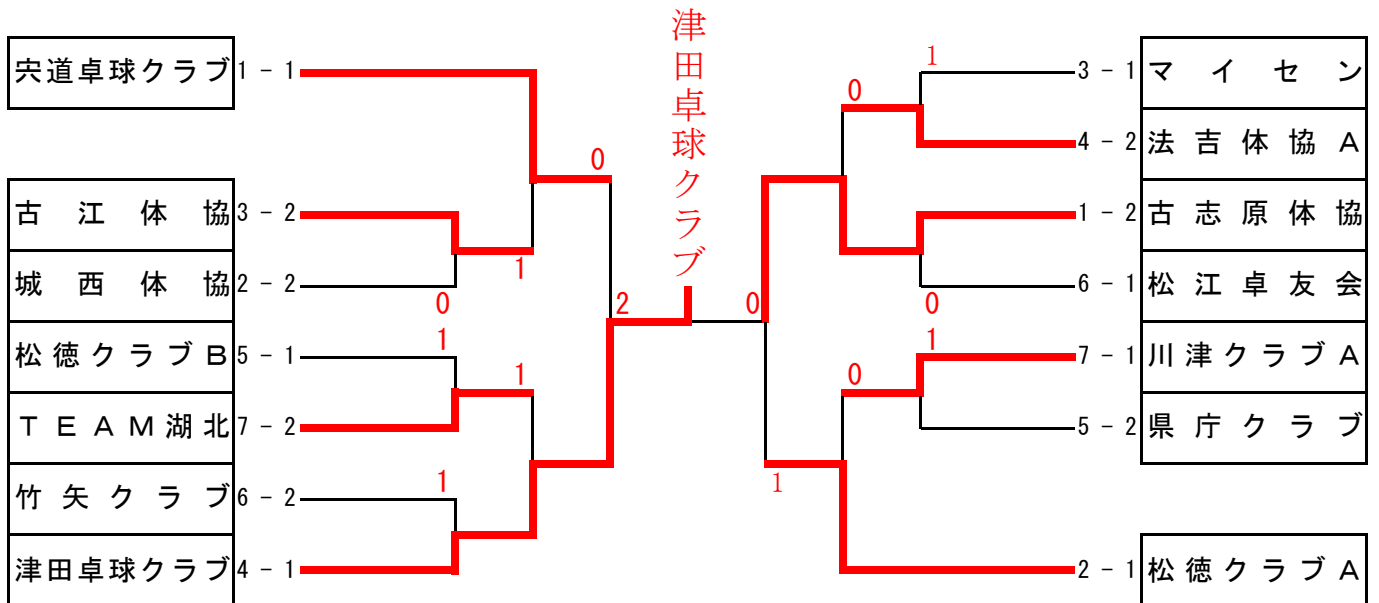 津田卓球クラブ
宍道卓球クラブ 1 - 1
古江体協 3 - 2
城西体協 2 - 2
松徳クラブB 5 - 1
TEAM湖北 7 - 2
竹矢クラブ 6 - 2
津田卓球クラブ 4 - 1
0
1
0
1
1
1
2
0
1
0
0
1
0
1
3 - 1 マイセン
4 - 2 法吉体協A
1 - 2 古志原体協
6 - 1 松江卓友会
7 - 1 川津クラブA
5 - 2 県庁クラブ
2 - 1 松徳クラブA